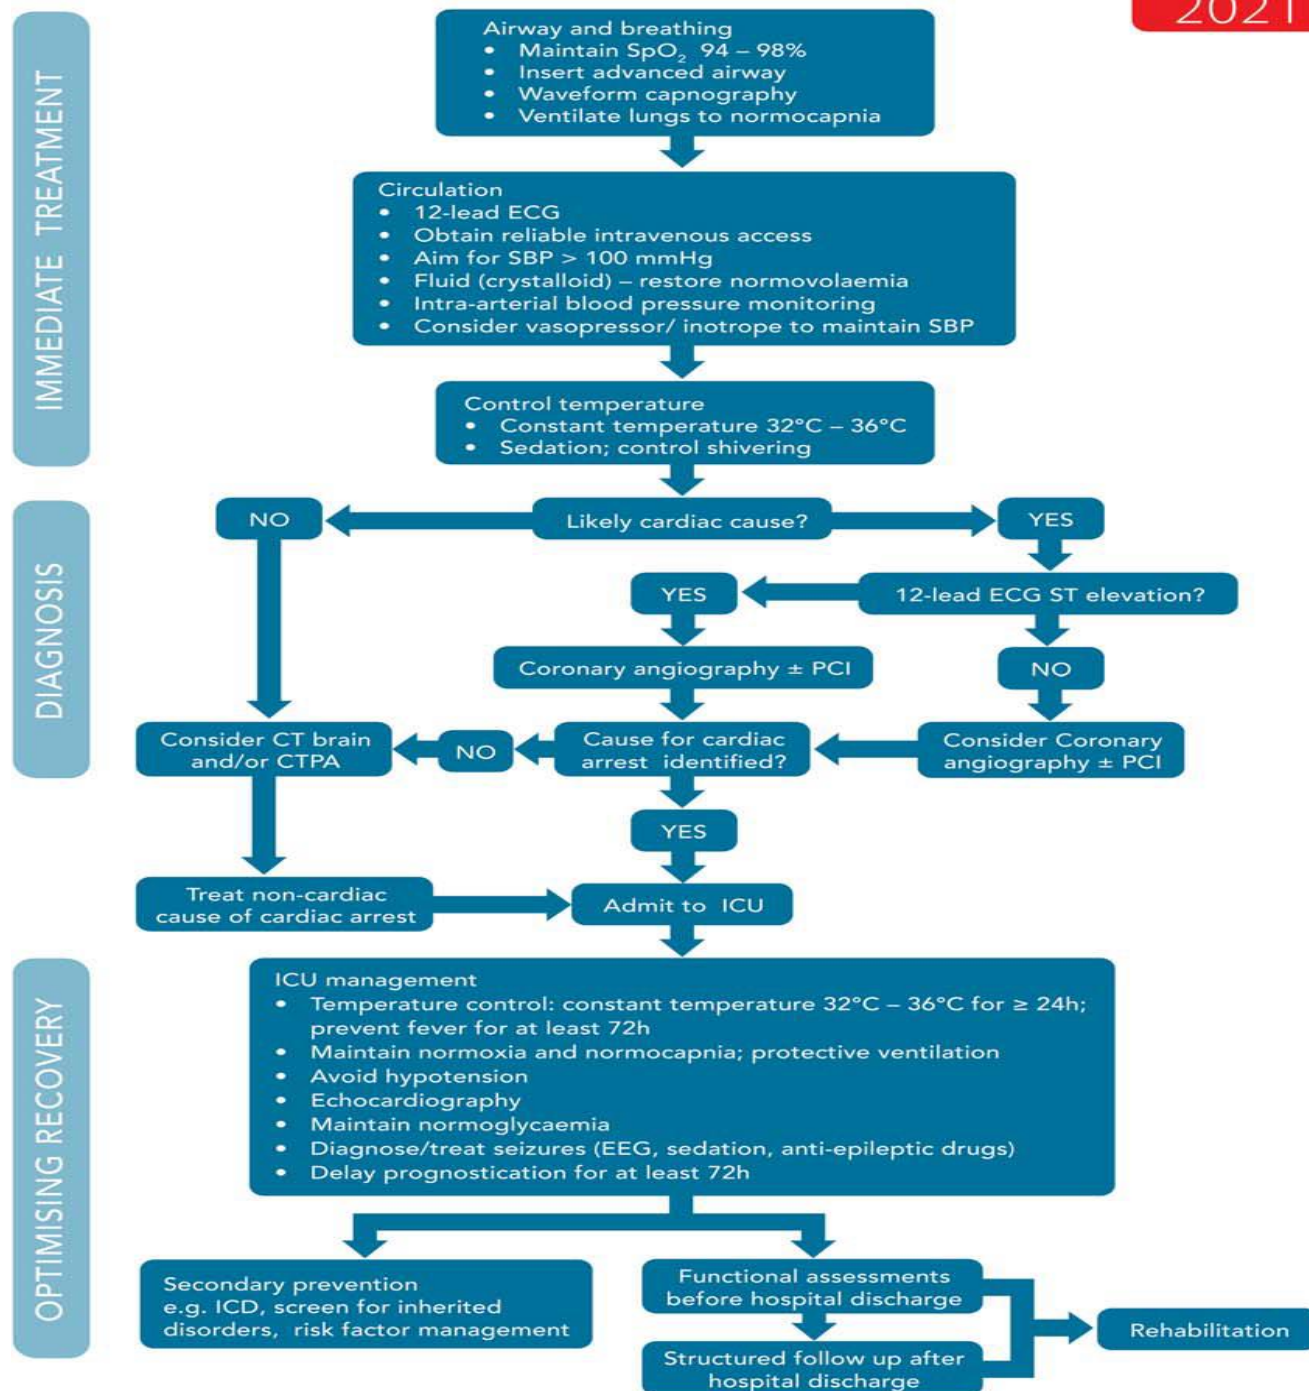 2021
IMMEDIATE TREATMENT
Airway and breathing
• Maintain SpO₂ 94 – 98%
• Insert advanced airway
• Waveform capnography
• Ventilate lungs to normocapnia
Circulation
• 12-lead ECG
• Obtain reliable intravenous access
• Aim for SBP > 100 mmHg
• Fluid (crystalloid) – restore normovolaemia
• Intra-arterial blood pressure monitoring
• Consider vasopressor/ inotrope to maintain SBP
Control temperature
• Constant temperature 32°C – 36°C
• Sedation; control shivering
DIAGNOSIS
NO
Likely cardiac cause?
YES
YES
12-lead ECG ST elevation?
Coronary angiography ± PCI
NO
Consider CT brain
and/or CTPA
NO
Cause for cardiac
arrest identified?
Consider Coronary
angiography ± PCI
YES
Treat non-cardiac
cause of cardiac arrest
Admit to ICU
OPTIMISING RECOVERY
ICU management
• Temperature control: constant temperature 32°C – 36°C for ≥ 24h;
prevent fever for at least 72h
• Maintain normoxia and normocapnia; protective ventilation
• Avoid hypotension
• Echocardiography
• Maintain normoglycaemia
• Diagnose/treat seizures (EEG, sedation, anti-epileptic drugs)
• Delay prognostication for at least 72h
Secondary prevention
e.g. ICD, screen for inherited
disorders, risk factor management
Functional assessments
before hospital discharge
Structured follow up after
hospital discharge
Rehabilitation